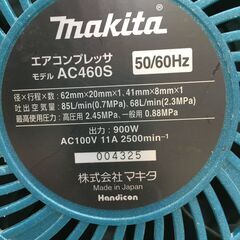 makita
エアコンプレッサ
モデル AC460S
50/60Hz
径×行程×数：62mm×20mm×1, 41mm×8mm×1
吐出空気量：85L/min(0.7MPa), 68L/min(2.3MPa)
最高使用圧力：高圧用 2.45MPa, 一般用 0.88MPa
出力：900W
AC100V 11A 2500min⁻¹
004325
株式会社マキタ
Made in Japan
Handicon